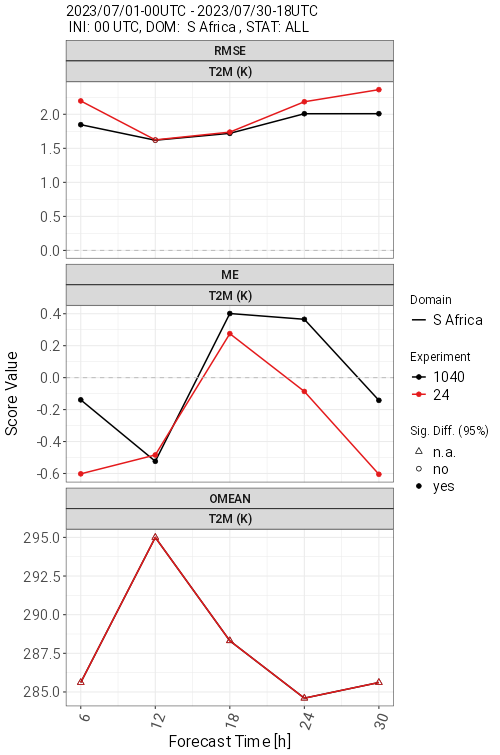 2023/07/01-00UTC - 2023/07/30-18UTC
INI: 00 UTC, DOM:  S Africa , STAT: ALL
RMSE
T2M (K)
2.0
1.5
1.0
0.5
0.0
ME
T2M (K)
0.4
0.2
0.0
-0.2
-0.4
-0.6
OMEAN
T2M (K)
295.0
292.5
290.0
287.5
285.0
6 12 18 24 30
Forecast Time [h]
Score Value
Domain
S Africa
Experiment
1040
24
Sig. Diff. (95%)
n.a.
no
yes